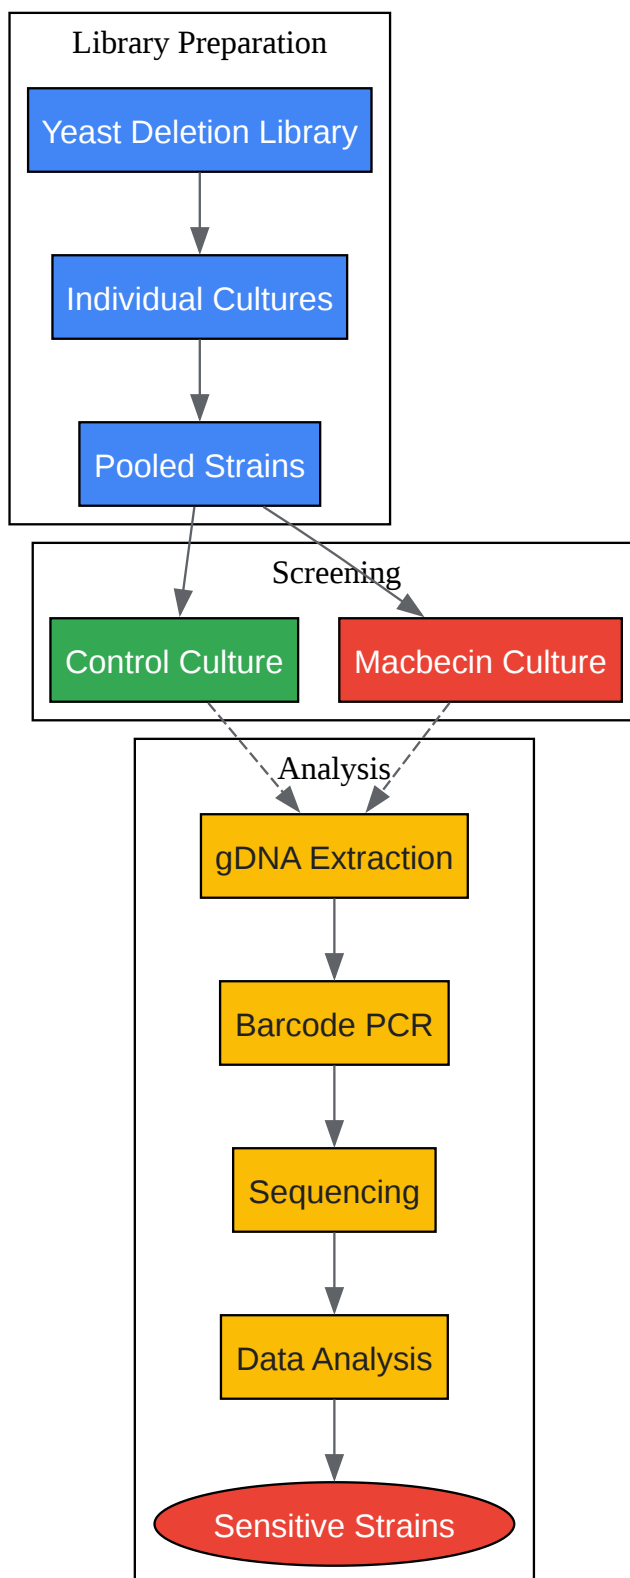 Library Preparation
Yeast Deletion Library
Individual Cultures
Pooled Strains
Screening
Control Culture
Macbecin Culture
Analysis
gDNA Extraction
Barcode PCR
Sequencing
Data Analysis
Sensitive Strains